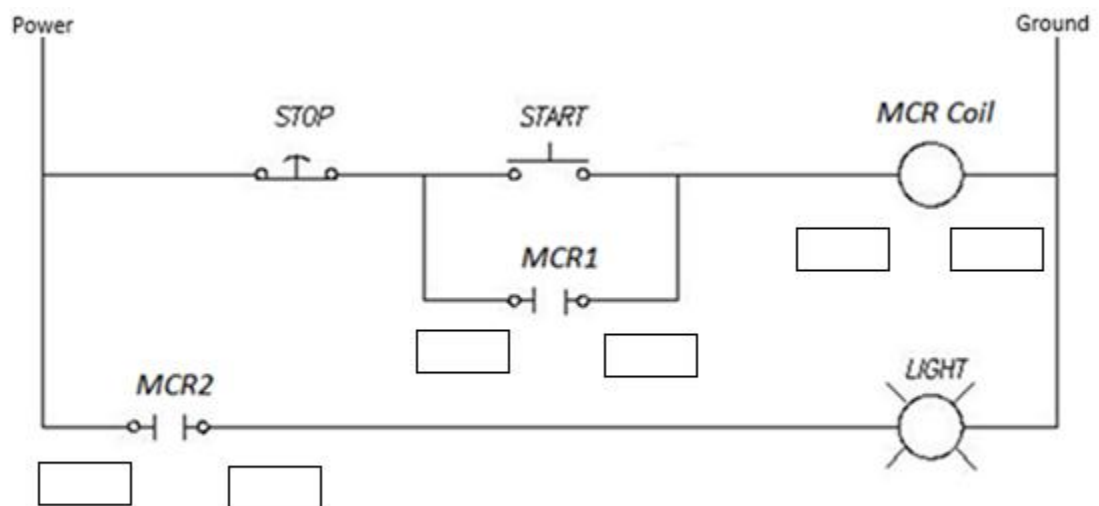 Power
Ground
STOP
START
MCR Coil
MCR1
MCR2
LIGHT